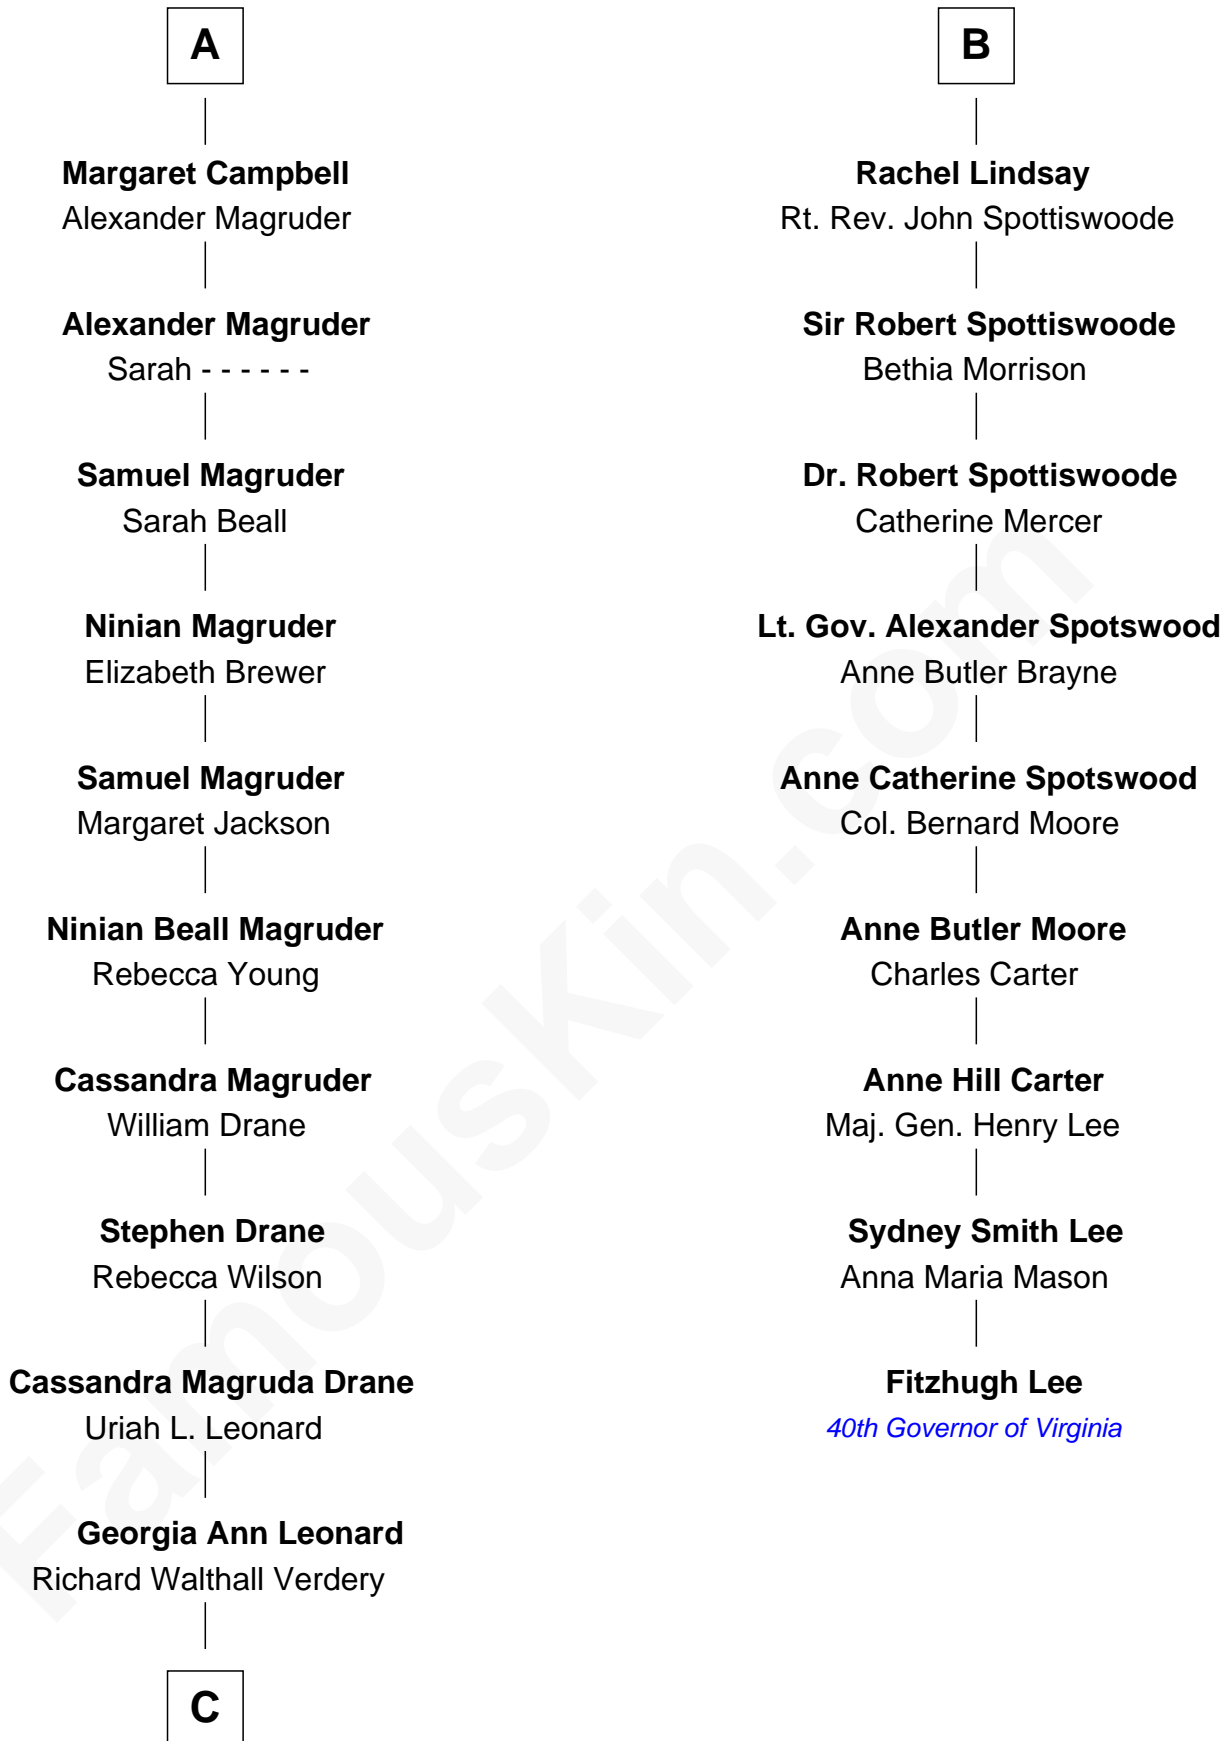 A
Margaret Campbell
Alexander Magruder
Alexander Magruder
Sarah - - - - - -
Samuel Magruder
Sarah Beall
Ninian Magruder
Elizabeth Brewer
Samuel Magruder
Margaret Jackson
Ninian Beall Magruder
Rebecca Young
Cassandra Magruder
William Drane
Stephen Drane
Rebecca Wilson
Cassandra Magruda Drane
Uriah L. Leonard
Georgia Ann Leonard
Richard Walthall Verdery
C
B
Rachel Lindsay
Rt. Rev. John Spottiswoode
Sir Robert Spottiswoode
Bethia Morrison
Dr. Robert Spottiswoode
Catherine Mercer
Lt. Gov. Alexander Spotswood
Anne Butler Brayne
Anne Catherine Spotswood
Col. Bernard Moore
Anne Butler Moore
Charles Carter
Anne Hill Carter
Maj. Gen. Henry Lee
Sydney Smith Lee
Anna Maria Mason
Fitzhugh Lee
40th Governor of Virginia
FamousKin.com